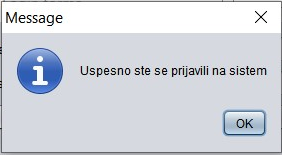 Message
Uspesno ste se prijavili na sistem
OK